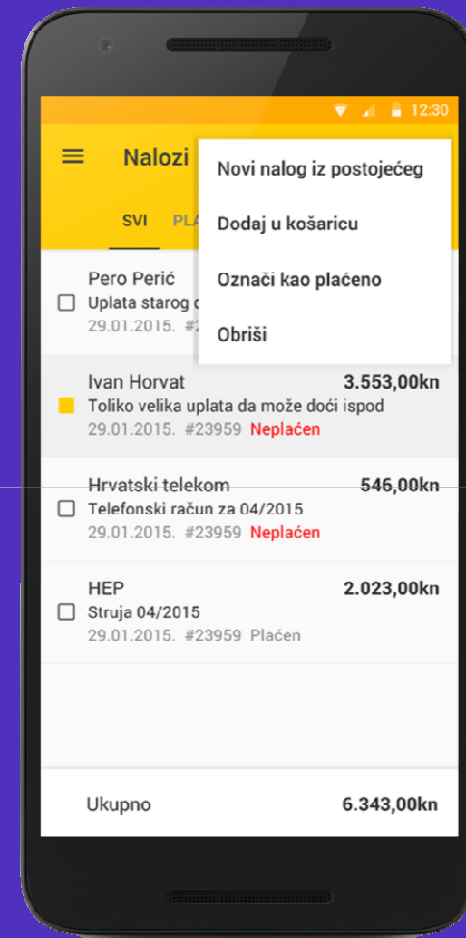 12:30
Nalozi
SVI PLA
Novi nalog iz postojećeg
Dodaj u košaricu
Označi kao plaćeno
Obriši
Pero Perić
Uplata starog
29.01.2015. #2
Ivan Horvat 3.553,00kn
Toliko velika uplata da može doći ispod
29.01.2015. #23959 Neplaćen
Hrvatski telekom 546,00kn
Telefonski račun za 04/2015
29.01.2015. #23959 Neplaćen
HEP 2.023,00kn
Struja 04/2015
29.01.2015. #23959 Plaćen
Ukupno 6.343,00kn